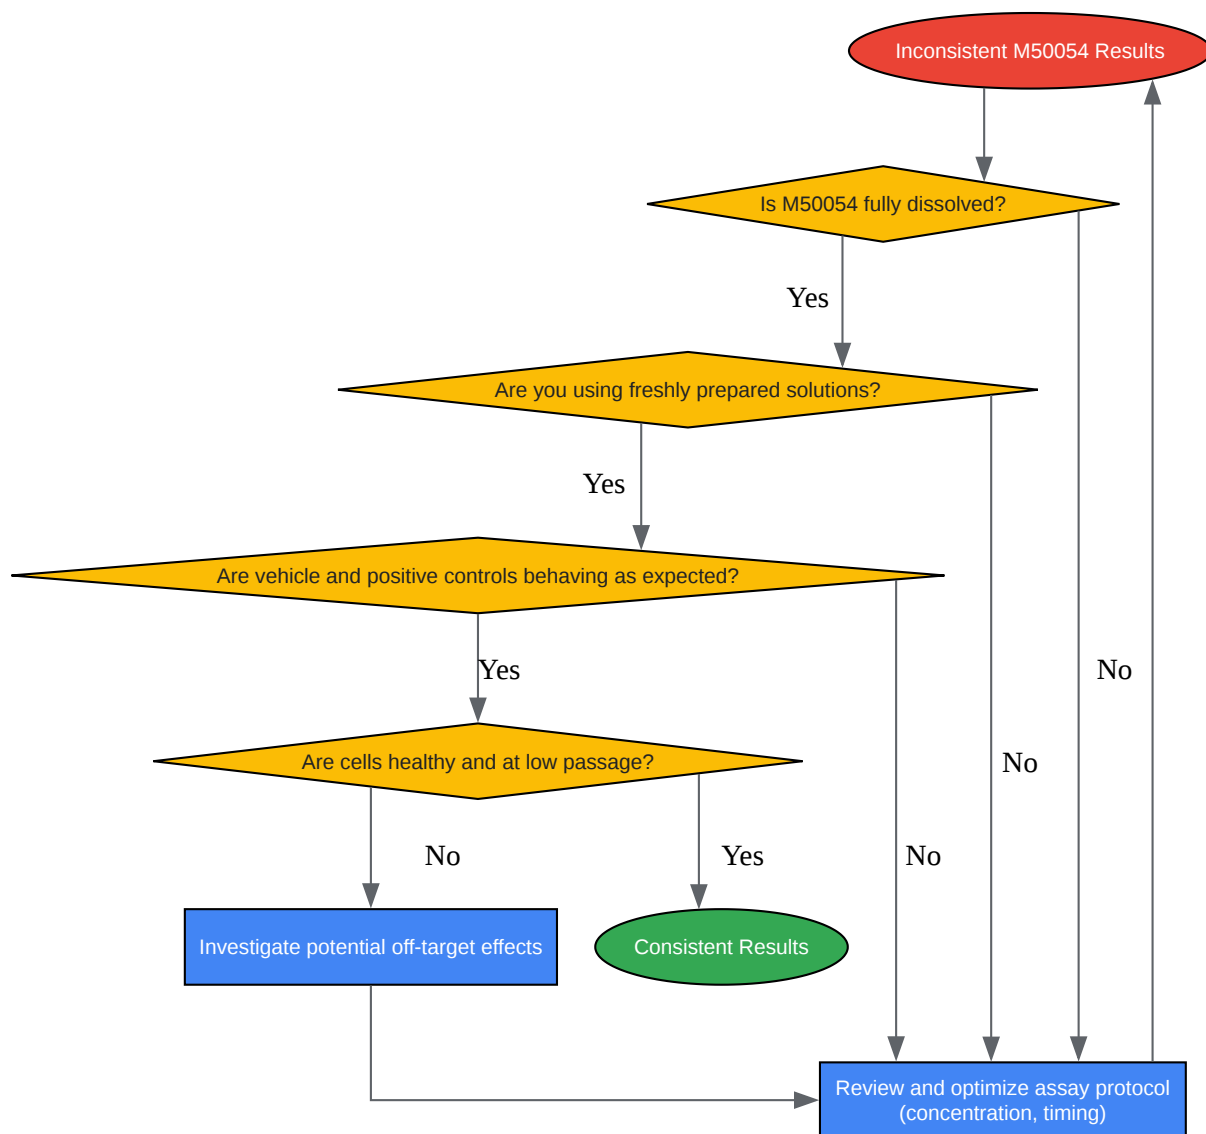 Inconsistent M50054 Results
Is M50054 fully dissolved?
Yes
Are you using freshly prepared solutions?
Yes
Are vehicle and positive controls behaving as expected?
Yes
No
Are cells healthy and at low passage?
No
No
Yes
No
Investigate potential off-target effects
Consistent Results
Review and optimize assay protocol
(concentration, timing)